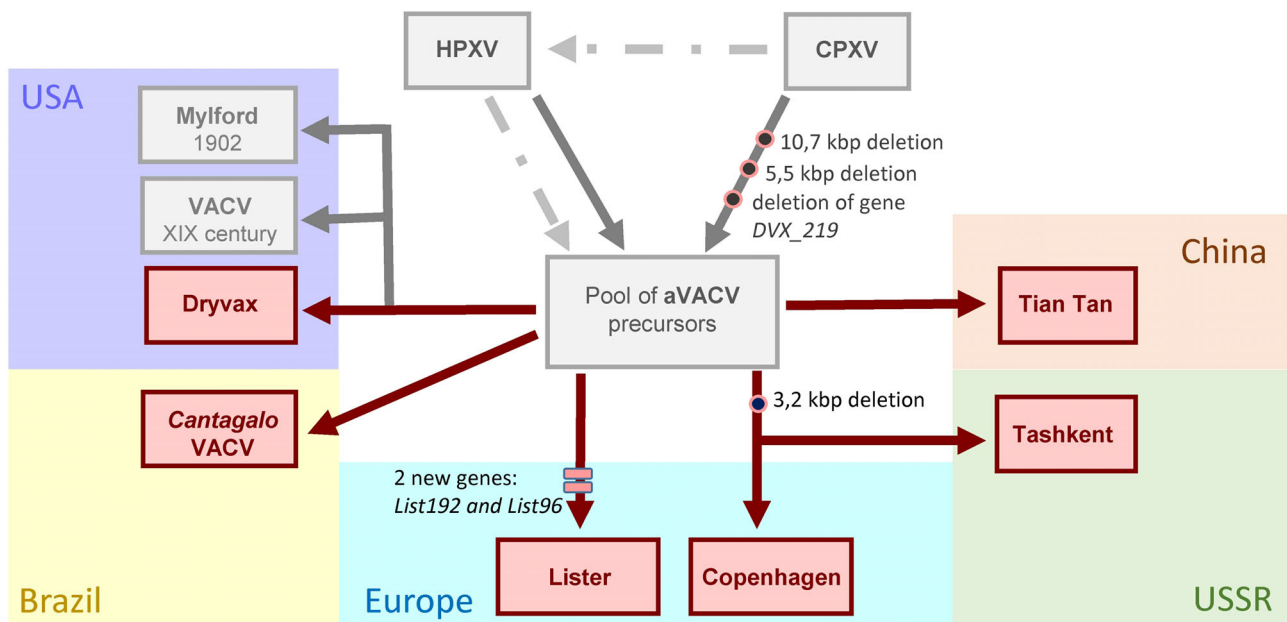 HPXV
CPXV
USA
Mylford
1902
10,7 kbp deletion
5,5 kbp deletion
deletion of gene
DVX_219
VACV
XIX century
China
Dryvax
Pool of aVACV
precursors
Tian Tan
Cantagalo
VACV
3,2 kbp deletion
Tashkent
2 new genes:
List192 and List96
Lister
Copenhagen
Brazil
Europe
USSR